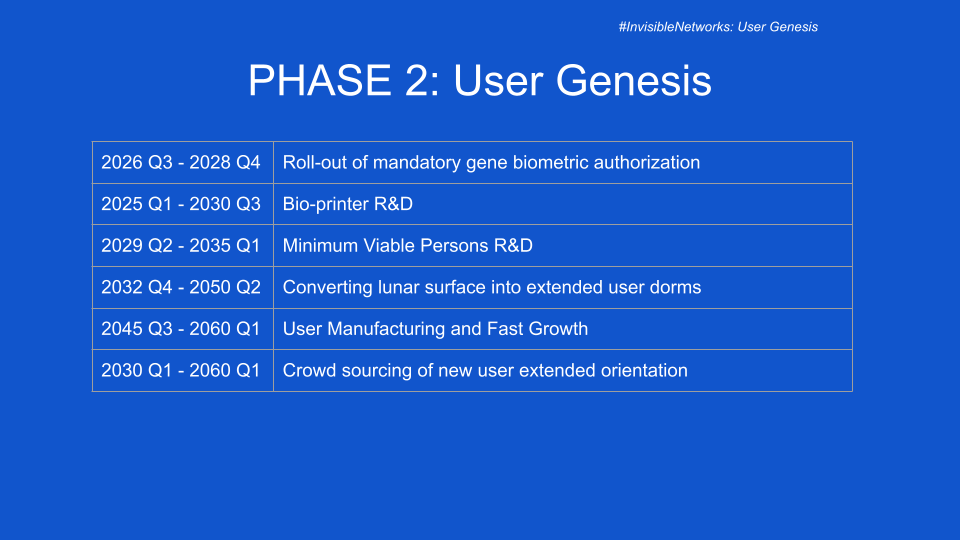 #InvisibleNetworks: User Genesis
PHASE 2: User Genesis
2026 Q3 - 2028 Q4 Roll-out of mandatory gene biometric authorization
2025 Q1 - 2030 Q3 Bio-printer R&D
2029 Q2 - 2035 Q1 Minimum Viable Persons R&D
2032 Q4 - 2050 Q2 Converting lunar surface into extended user dorms
2045 Q3 - 2060 Q1 User Manufacturing and Fast Growth
2030 Q1 - 2060 Q1 Crowd sourcing of new user extended orientation